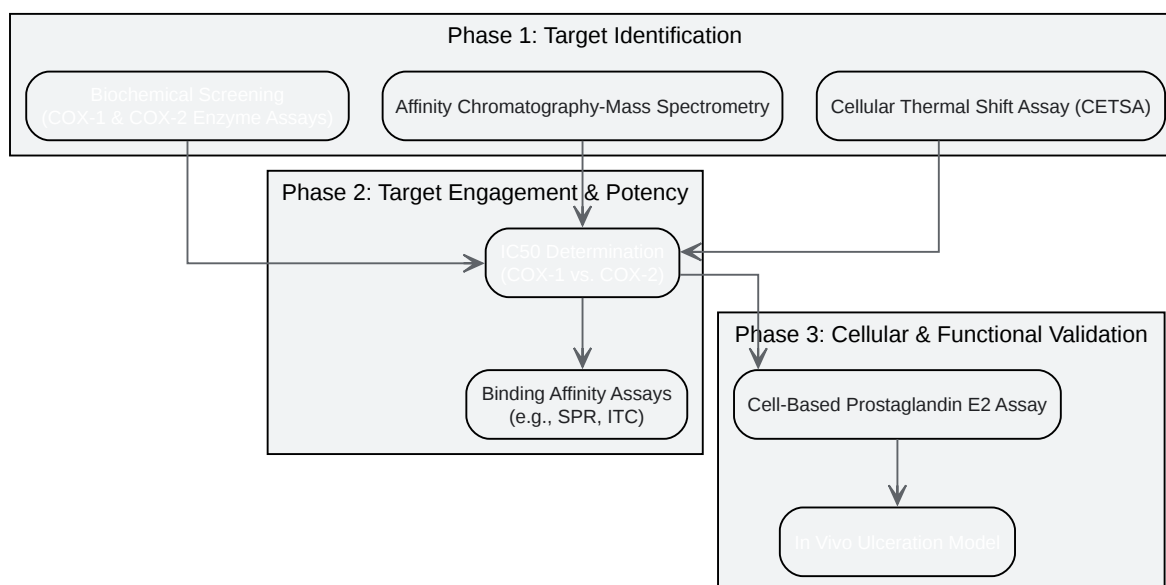 Phase 1: Target Identification
Biochemical Screening
(COX-1 & COX-2 Enzyme Assays)
Affinity Chromatography-Mass Spectrometry
Cellular Thermal Shift Assay (CETSA)
Phase 2: Target Engagement & Potency
IC50 Determination
(COX-1 vs. COX-2)
Binding Affinity Assays
(e.g., SPR, ITC)
Phase 3: Cellular & Functional Validation
Cell-Based Prostaglandin E2 Assay
In Vivo Ulceration Model